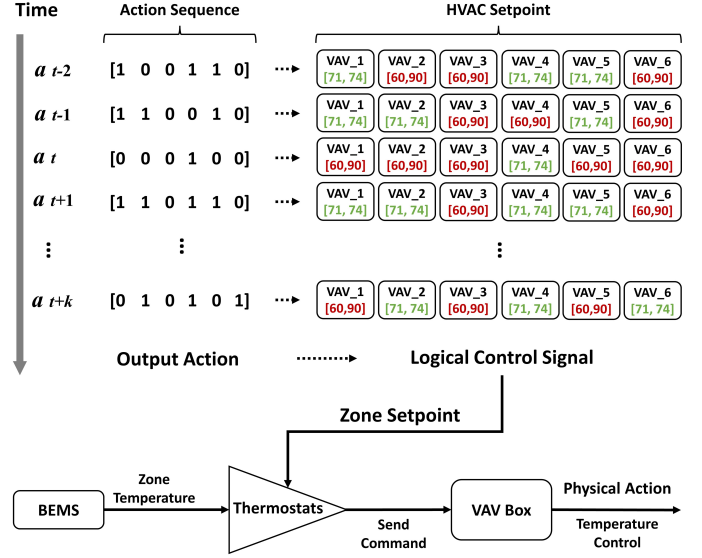 Time Action Sequence HVAC Setpoint
a t-2 [1 0 0 1 1 0] VAV_1 VAV_2 VAV_3 VAV_4 VAV_5 VAV_6
[71, 74] [60,90] [60,90] [71, 74] [71, 74] [60,90]
a t-1 [1 1 0 0 1 0] VAV_1 VAV_2 VAV_3 VAV_4 VAV_5 VAV_6
[71, 74] [71, 74] [60,90] [60,90] [71, 74] [60,90]
a t [0 0 0 1 0 0] VAV_1 VAV_2 VAV_3 VAV_4 VAV_5 VAV_6
[60,90] [60,90] [60,90] [71, 74] [60,90] [60,90]
a t+1 [1 1 0 1 1 0] VAV_1 VAV_2 VAV_3 VAV_4 VAV_5 VAV_6
[71, 74] [71, 74] [60,90] [71, 74] [71, 74] [60,90]
a t+k [0 1 0 1 0 1] VAV_1 VAV_2 VAV_3 VAV_4 VAV_5 VAV_6
[60,90] [71, 74] [60,90] [71, 74] [60,90] [71, 74]
Output Action Logical Control Signal
Zone Setpoint
BEMS
Zone
Temperature
Thermostats
Send
Command
VAV Box
Physical Action
Temperature
Control